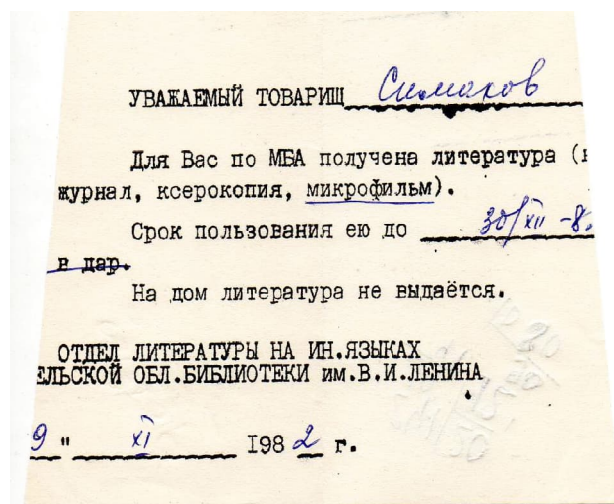 УВАЖАЕМЫЙ ТОВАРИЩ Симаков
Для Вас по МБА получена литература (к
журнал, ксерокопия, микрофильм).
Срок пользования ею до 30/XII-8
в дар.
На дом литература не выдаётся.
ОТДЕЛ ЛИТЕРАТУРЫ НА ИН.ЯЗЫКАХ
ЕЛЬСКОЙ ОБЛ.БИБЛИОТЕКИ им.В.И.ЛЕНИНА
9 " XI 1982 г.